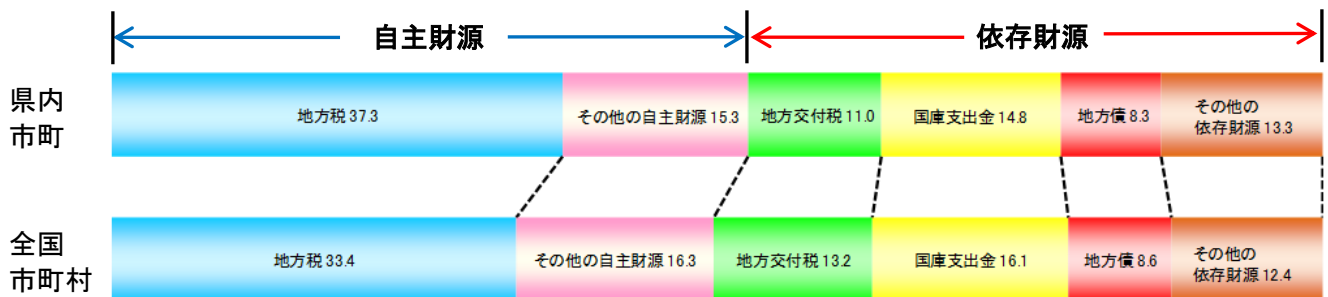 自主財源
依存財源
県内
市町
地方税 37.3
その他の自主財源 15.3
地方交付税 11.0
国庫支出金 14.8
地方債 8.3
その他の
依存財源 13.3
全国
市町村
地方税 33.4
その他の自主財源 16.3
地方交付税 13.2
国庫支出金 16.1
地方債 8.6
その他の
依存財源 12.4